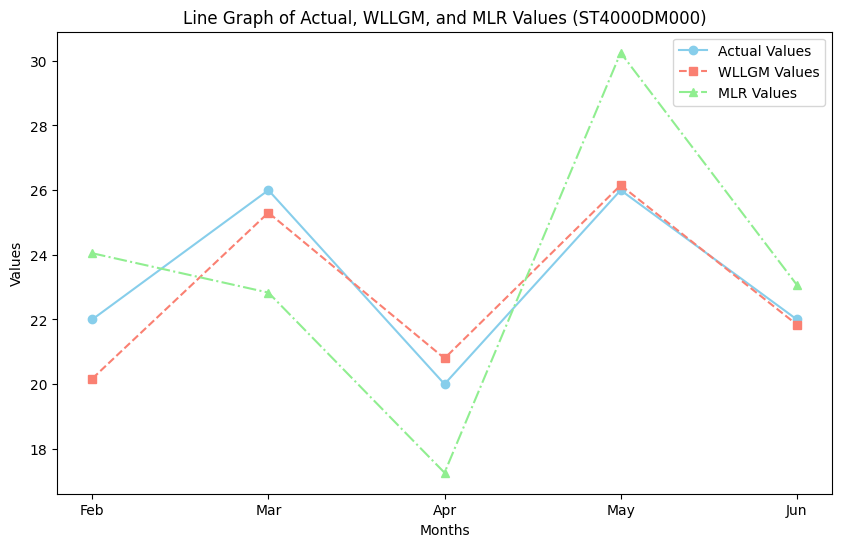 Line Graph of Actual, WLLGM, and MLR Values (ST4000DM000)
Actual Values
WLLGM Values
MLR Values
30
28
26
24
22
20
18
Values
Feb
Mar
Apr
May
Jun
Months